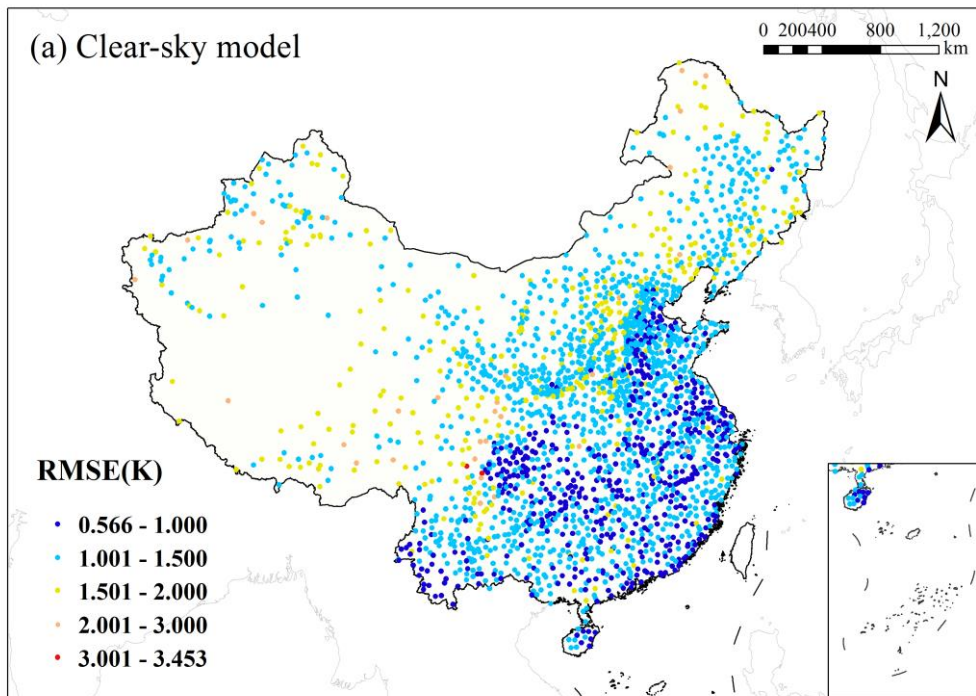 (a) Clear-sky model
0 200400 800 1,200
km
N
RMSE(K)
0.566 - 1.000
1.001 - 1.500
1.501 - 2.000
2.001 - 3.000
3.001 - 3.453